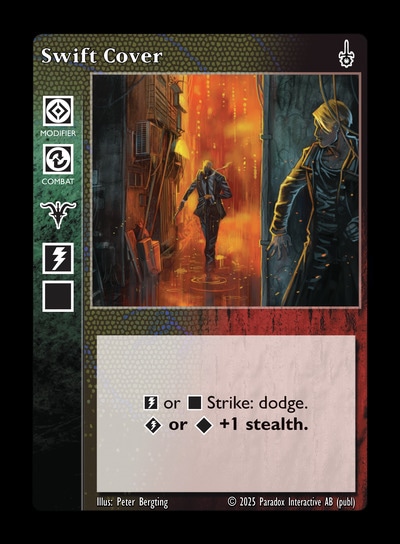 Swift Cover
MODIFIER
COMBAT
or Strike: dodge.
or +1 stealth.
Illus: Peter Bergting © 2025 Paradox Interactive AB (publ)